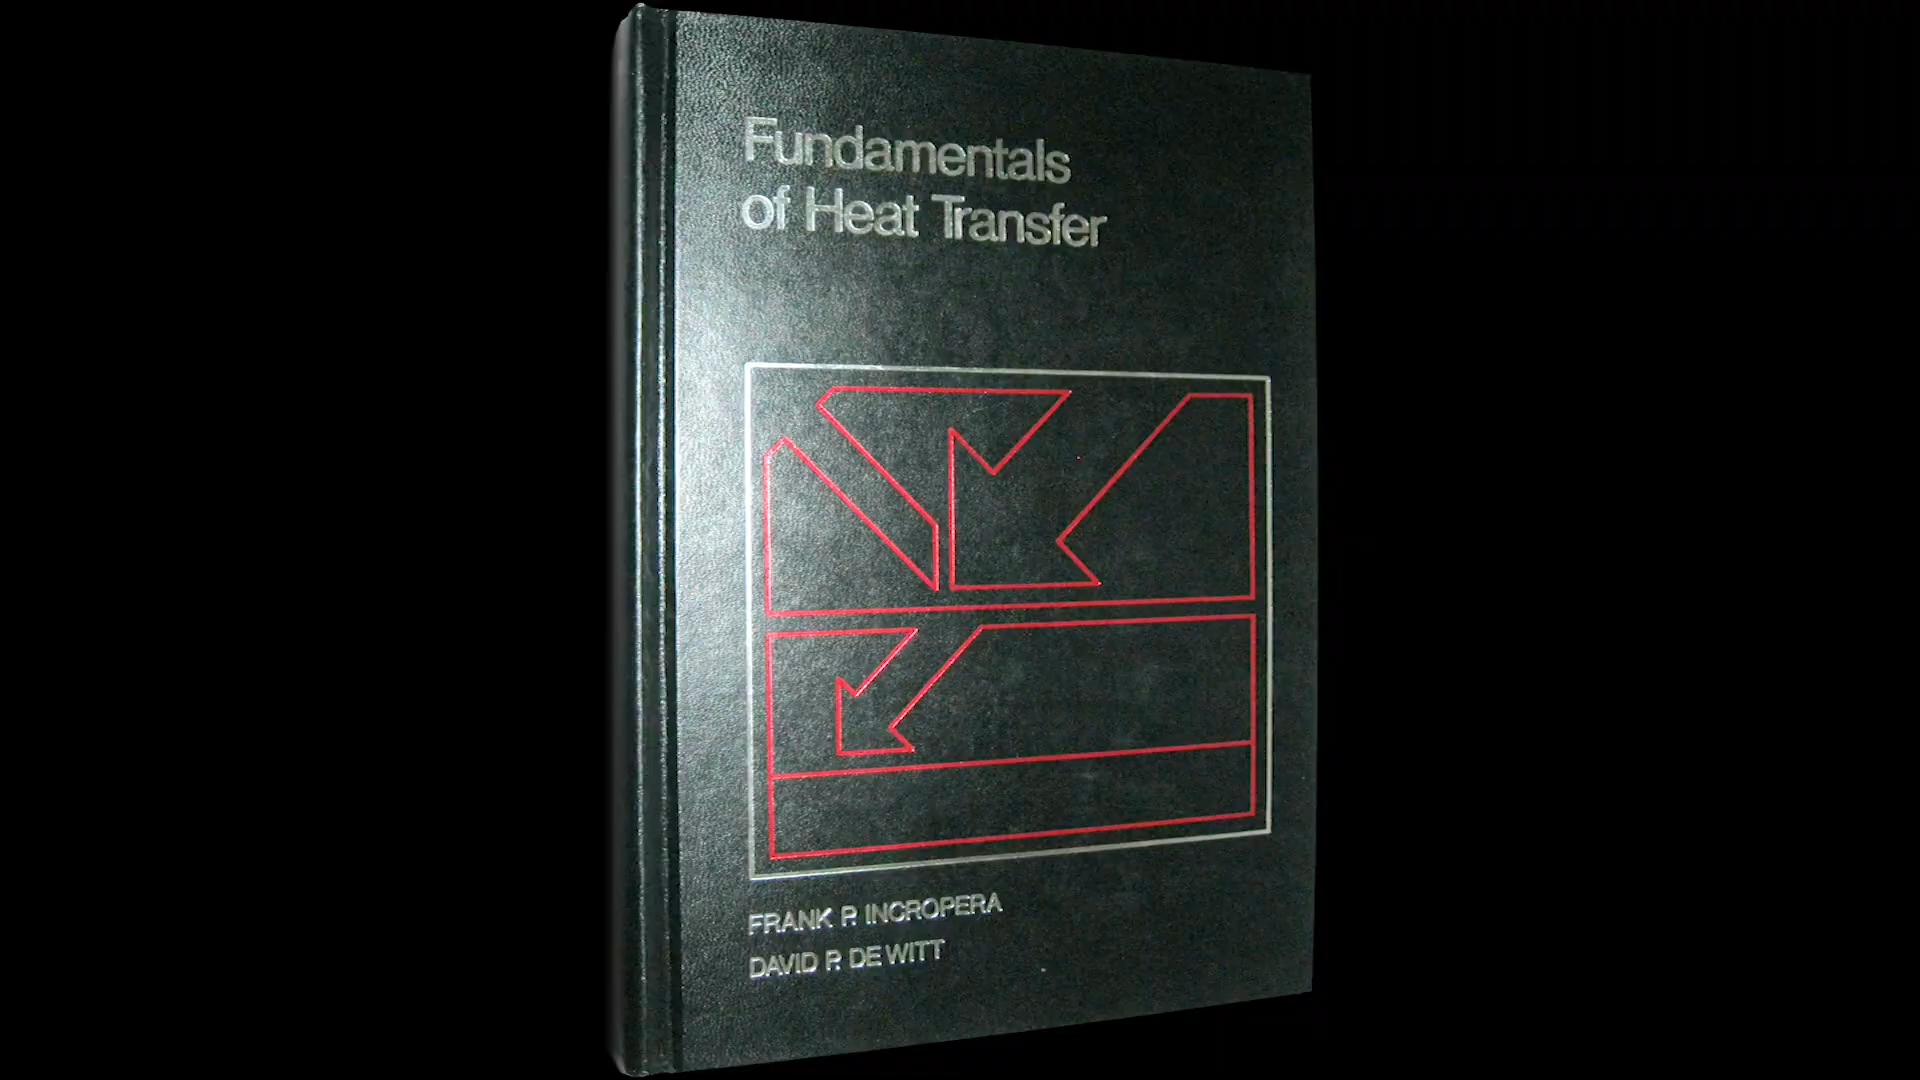 Fundamentals
of Heat Transfer
FRANK P. INCROPERA
DAVID P. DE WITT